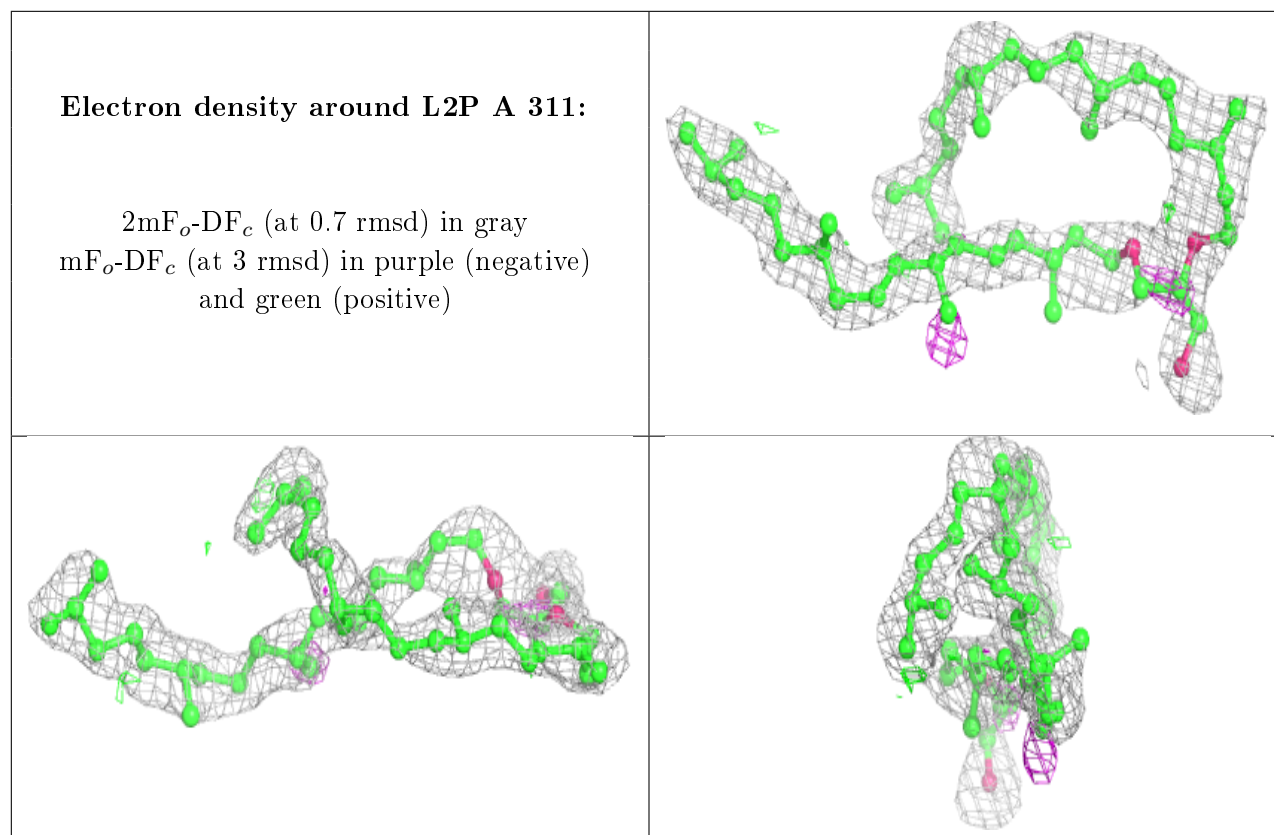 Electron density around L2P A 311:
2mFₒ-DF𝒸 (at 0.7 rmsd) in gray
mFₒ-DF𝒸 (at 3 rmsd) in purple (negative)
and green (positive)